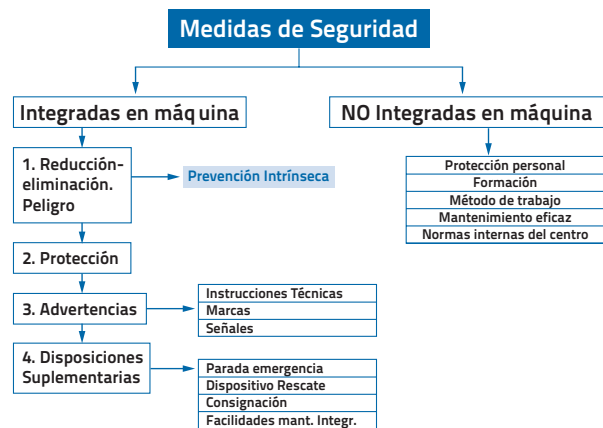 Medidas de Seguridad
Integradas en máquina
NO Integradas en máquina
1. Reducción-
eliminación.
Peligro
Prevención Intrínseca
2. Protección
3. Advertencias
Instrucciones Técnicas
Marcas
Señales
4. Disposiciones
Suplementarias
Parada emergencia
Dispositivo Rescate
Consignación
Facilidades mant. Integr.
Protección personal
Formación
Método de trabajo
Mantenimiento eficaz
Normas internas del centro